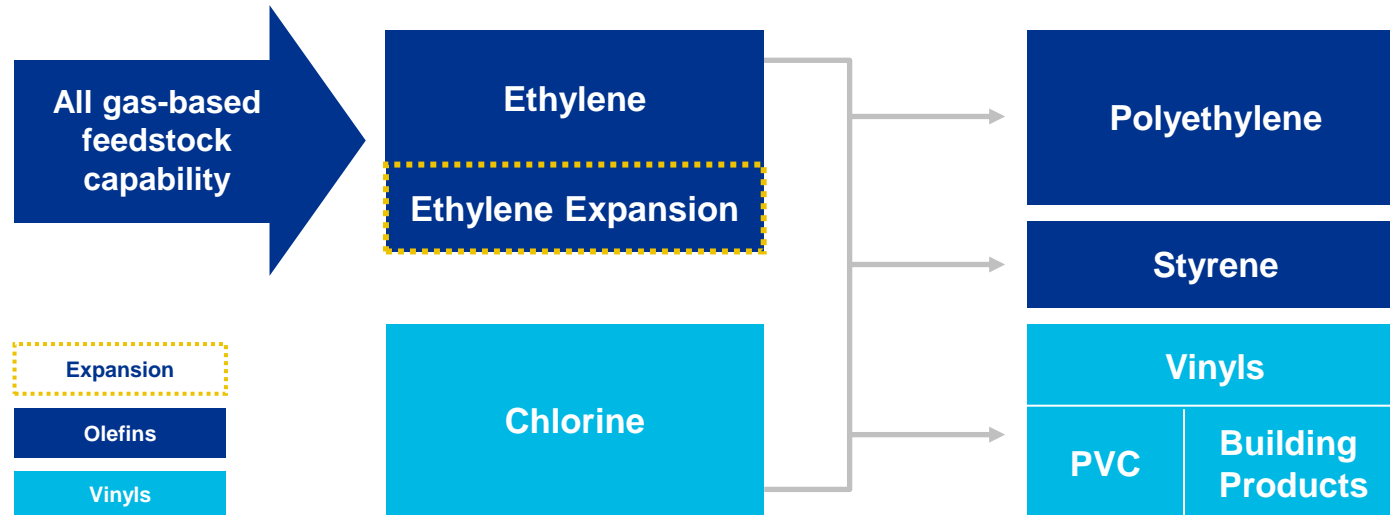 All gas-based
feedstock
capability
Ethylene
Ethylene Expansion
Chlorine
Expansion
Olefins
Vinyls
Polyethylene
Styrene
Vinyls
PVC
Building
Products